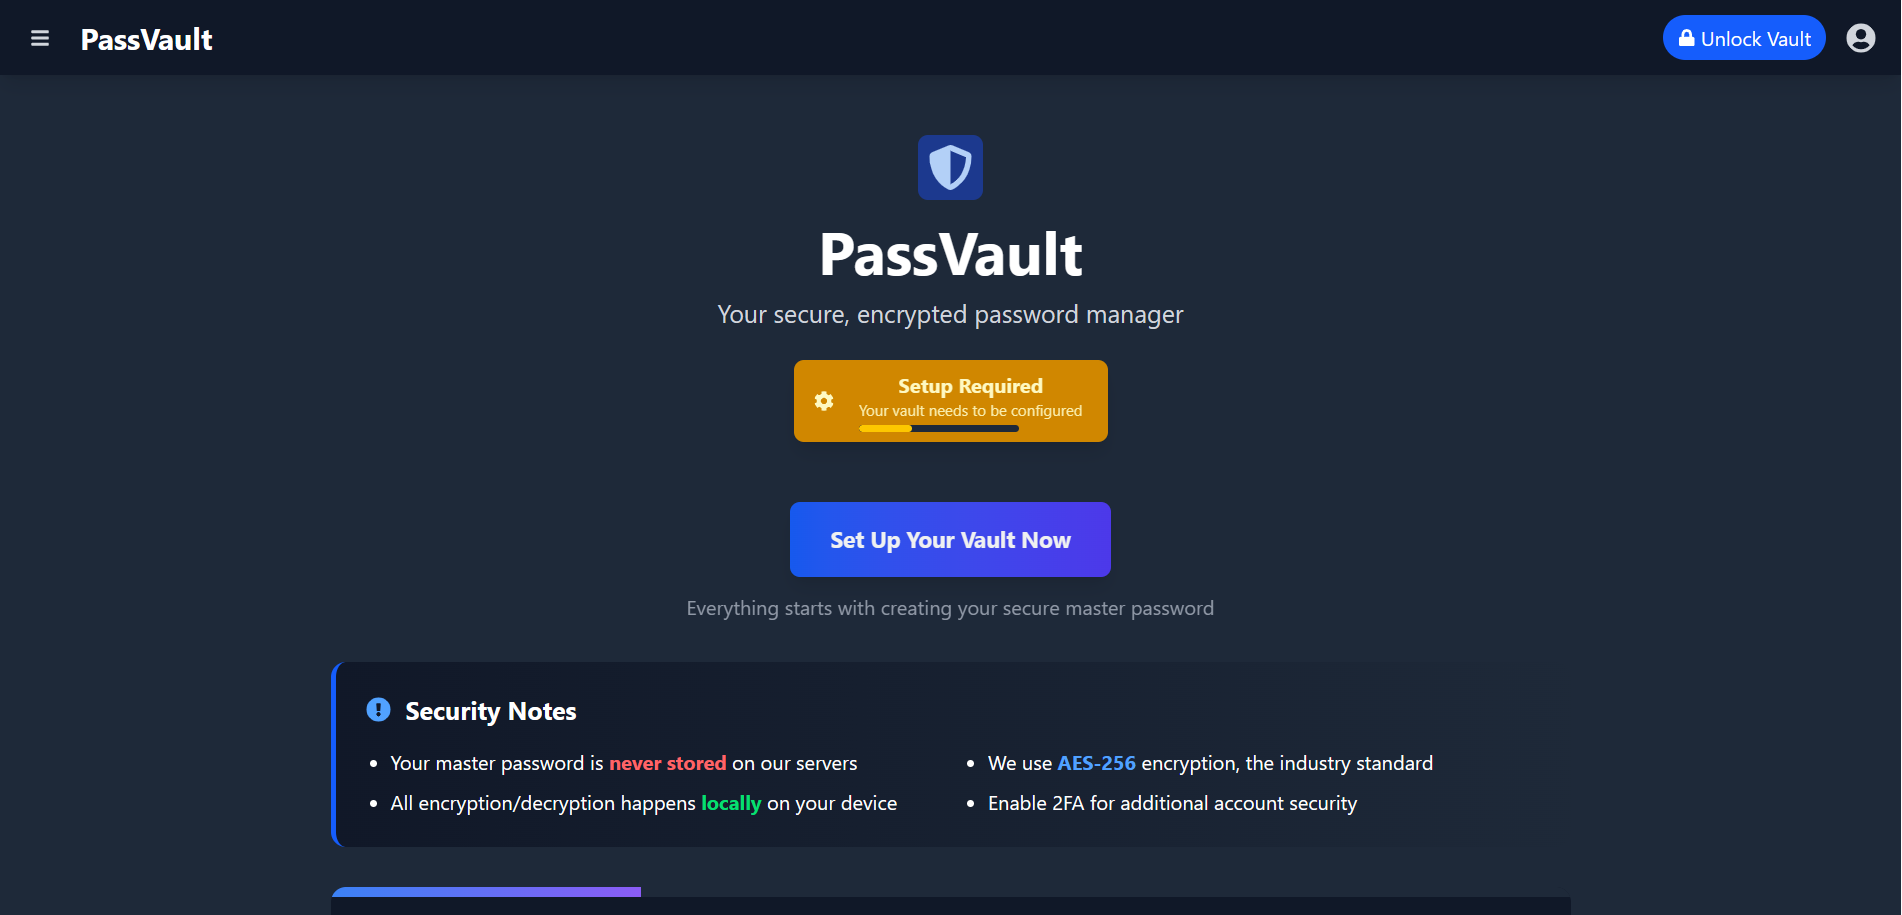 PassVault
Unlock Vault
PassVault
Your secure, encrypted password manager
Setup Required
Your vault needs to be configured
Set Up Your Vault Now
Everything starts with creating your secure master password
Security Notes
Your master password is never stored on our servers
All encryption/decryption happens locally on your device
We use AES-256 encryption, the industry standard
Enable 2FA for additional account security